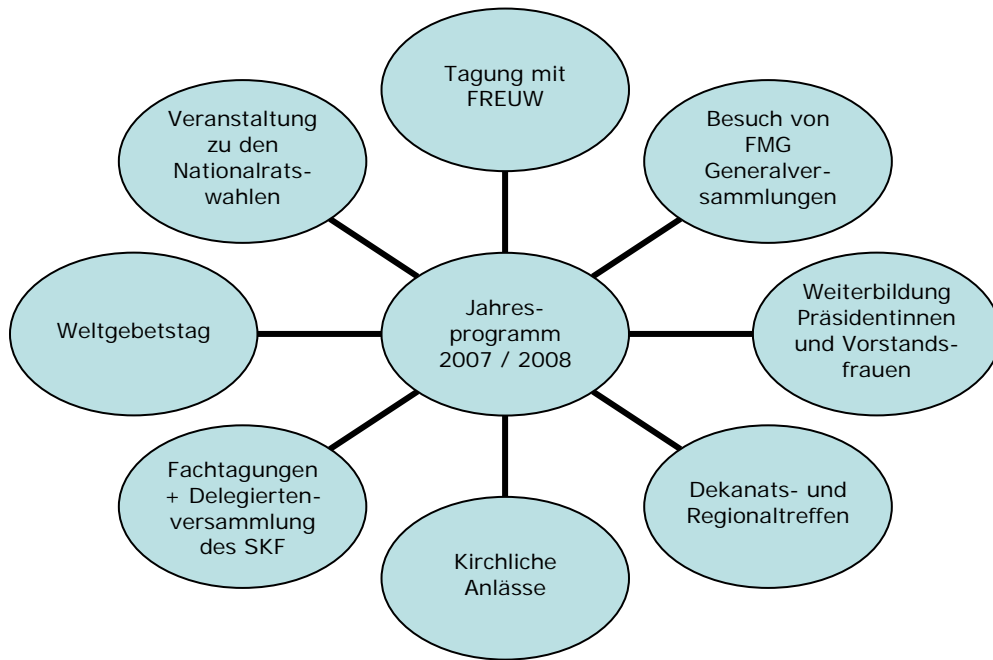 Tagung mit
FREUW
Besuch von
FMG
Generalver-
sammlungen
Weiterbildung
Präsidentinnen
und Vorstands-
frauen
Dekanats- und
Regionaltreffen
Kirchliche
Anlässe
Fachtagungen
+ Delegierten-
versammlung
des SKF
Weltgebetstag
Veranstaltung
zu den
Nationalrats-
wahlen
Jahres-
programm
2007 / 2008